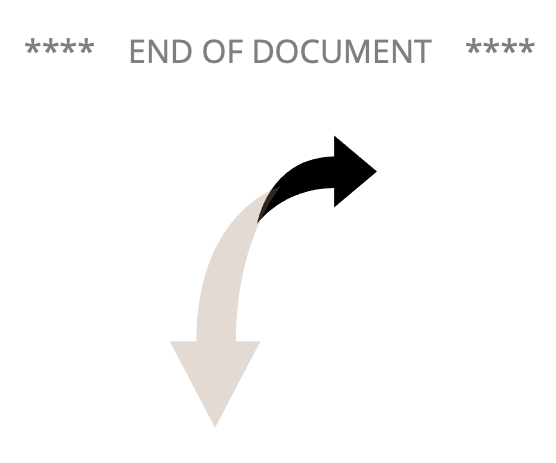 **** END OF DOCUMENT ****